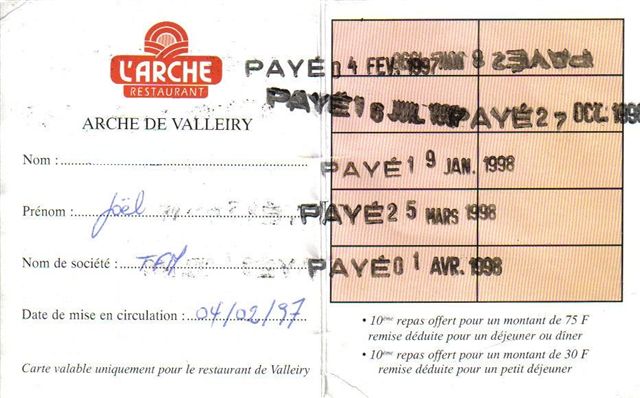 L'ARCHE
RESTAURANT
ARCHE DE VALLEIRY
Nom :
Prénom : Joël
Nom de société :
Date de mise en circulation : 04/02/97
Carte valable uniquement pour le restaurant de Valleiry
PAYÉ 04 FEV. 1997
PAYÉ 16 JUIL. 1997 PAYÉ 27 OCT. 1998
PAYÉ 19 JAN. 1998
PAYÉ 25 MARS 1998
PAYÉ 01 AVR. 1998
• 10ème repas offert pour un montant de 75 F
remise déduite pour un déjeuner ou dîner
• 10ème repas offert pour un montant de 30 F
remise déduite pour un petit déjeuner